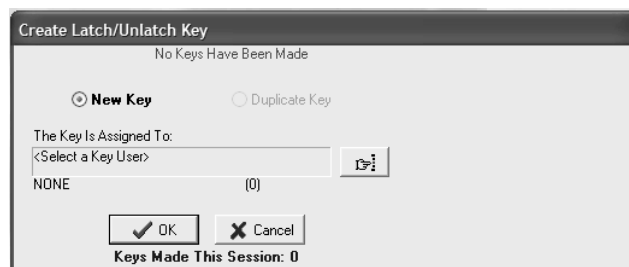 Create Latch/Unlatch Key
No Keys Have Been Made
New Key Duplicate Key
The Key Is Assigned To:
<Select a Key User>
NONE (0)
OK Cancel
Keys Made This Session: 0